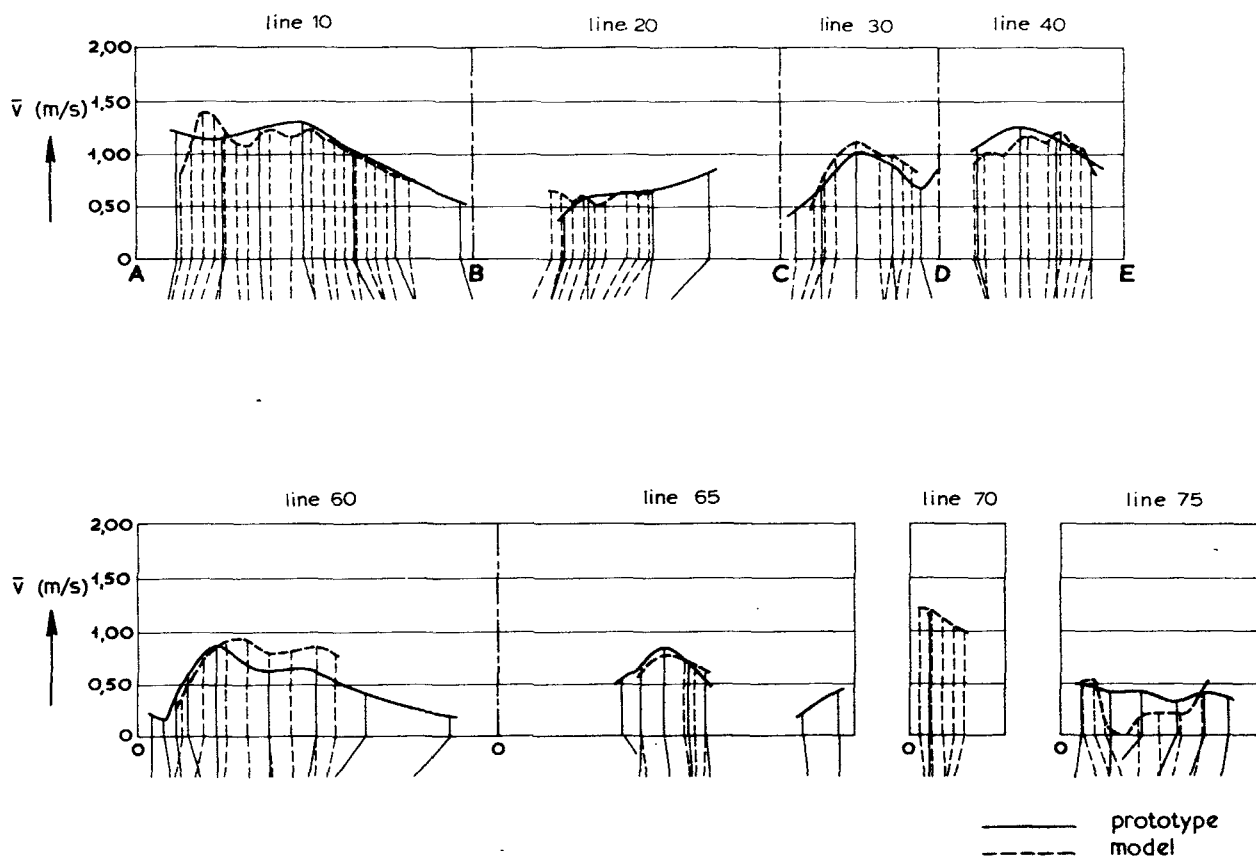 line 10 line 20 line 30 line 40
2,00
v̄ (m/s) 1,50
1,00
0,50
0
A B C D E
line 60 line 65 line 70 line 75
2,00
v̄ (m/s) 1,50
1,00
0,50
0
0 0 0 0
prototype
model